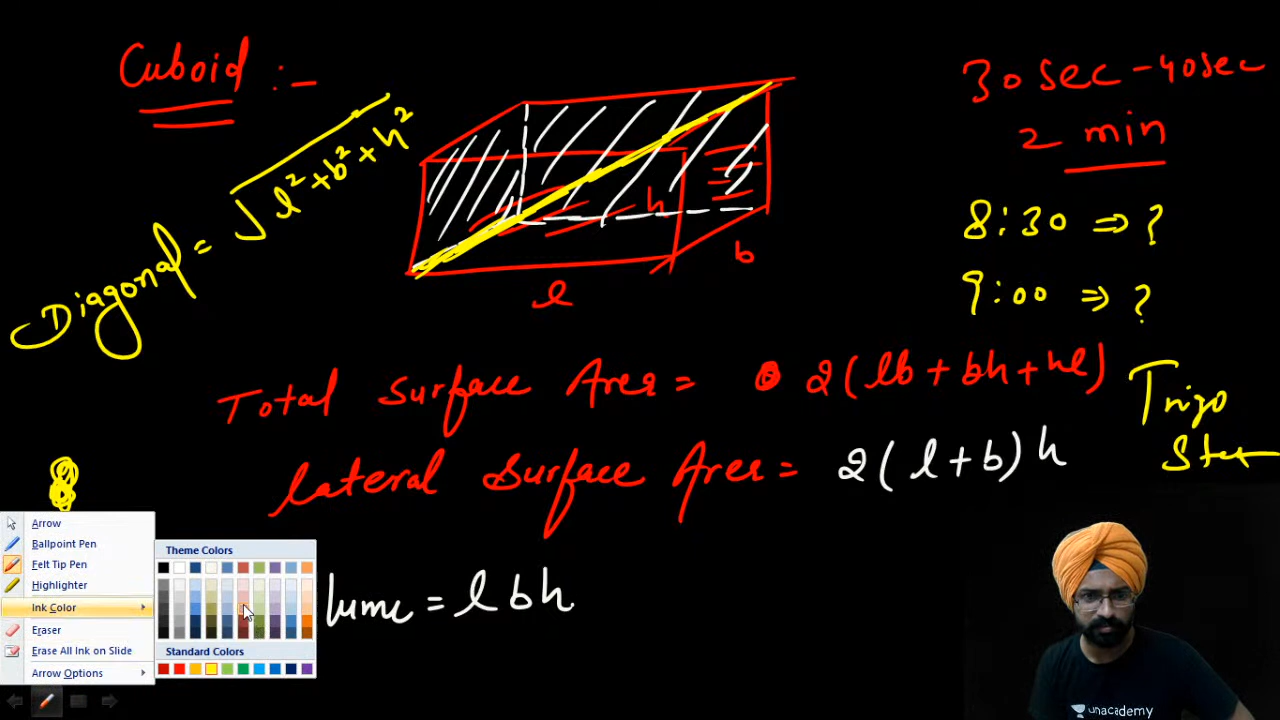 Cuboid :-
30 sec - 40 sec
2 min
Diagonal = √l²+b²+h²
h
b
l
8:30 ⇒ ?
9:00 ⇒ ?
Total Surface Area = 2(lb + bh + hl)
Trigo
lateral Surface Area = 2(l+b)h
8
lume = l b h
Arrow
Ballpoint Pen
Felt Tip Pen
Highlighter
Ink Color
Eraser
Erase All Ink on Slide
Arrow Options
Theme Colors
Standard Colors
unacademy